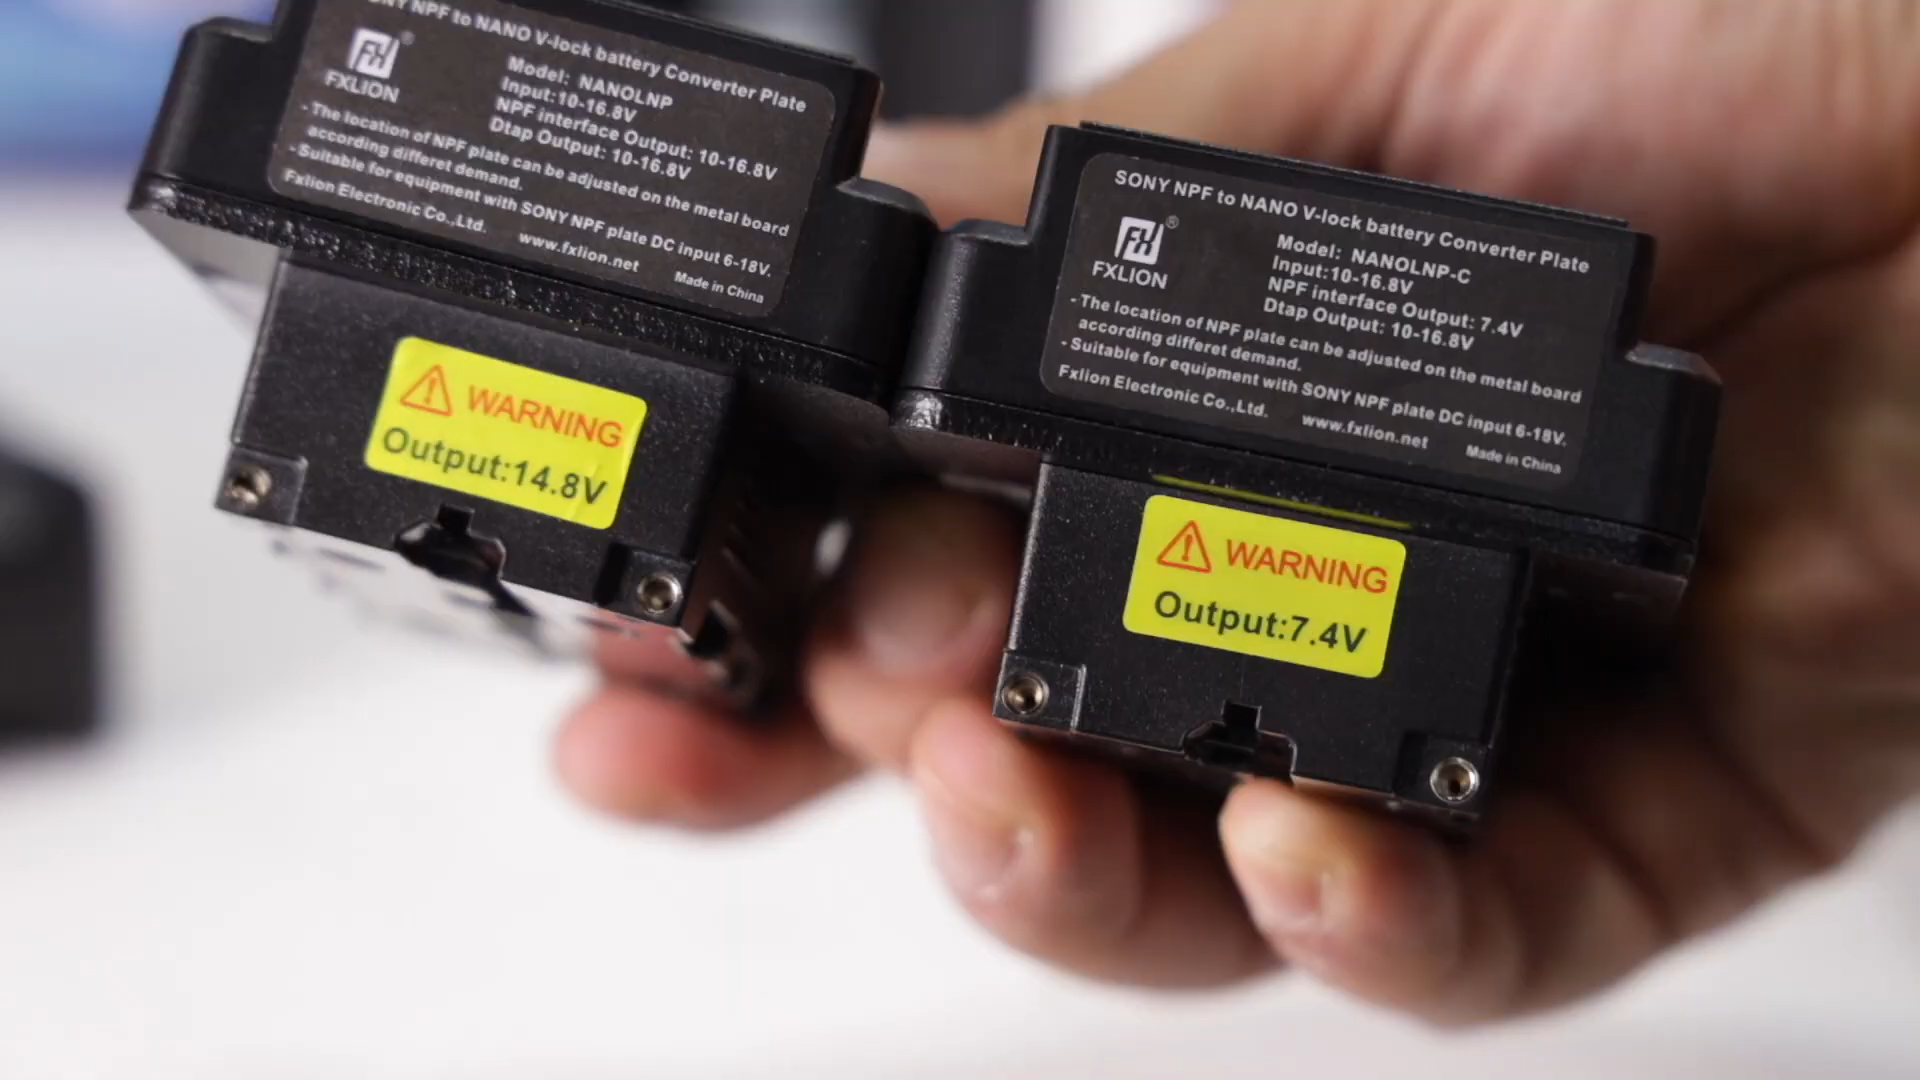 NPF to NANO V-lock battery Converter Plate
FX ®
FXLION
Model: NANOLNP
Input:10-16.8V
NPF interface Output: 10-16.8V
Dtap Output: 10-16.8V
- The location of NPF plate can be adjusted on the metal board
according differet demand.
- Suitable for equipment with SONY NPF plate DC input 6-18V.
Fxlion Electronic Co.,Ltd.
www.fxlion.net
Made in China
WARNING
Output:14.8V
SONY NPF to NANO V-lock battery Converter Plate
FX ®
FXLION
Model: NANOLNP-C
Input:10-16.8V
NPF interface Output: 7.4V
Dtap Output: 10-16.8V
- The location of NPF plate can be adjusted on the metal board
according differet demand.
- Suitable for equipment with SONY NPF plate DC input 6-18V.
Fxlion Electronic Co.,Ltd.
www.fxlion.net
Made in China
WARNING
Output:7.4V